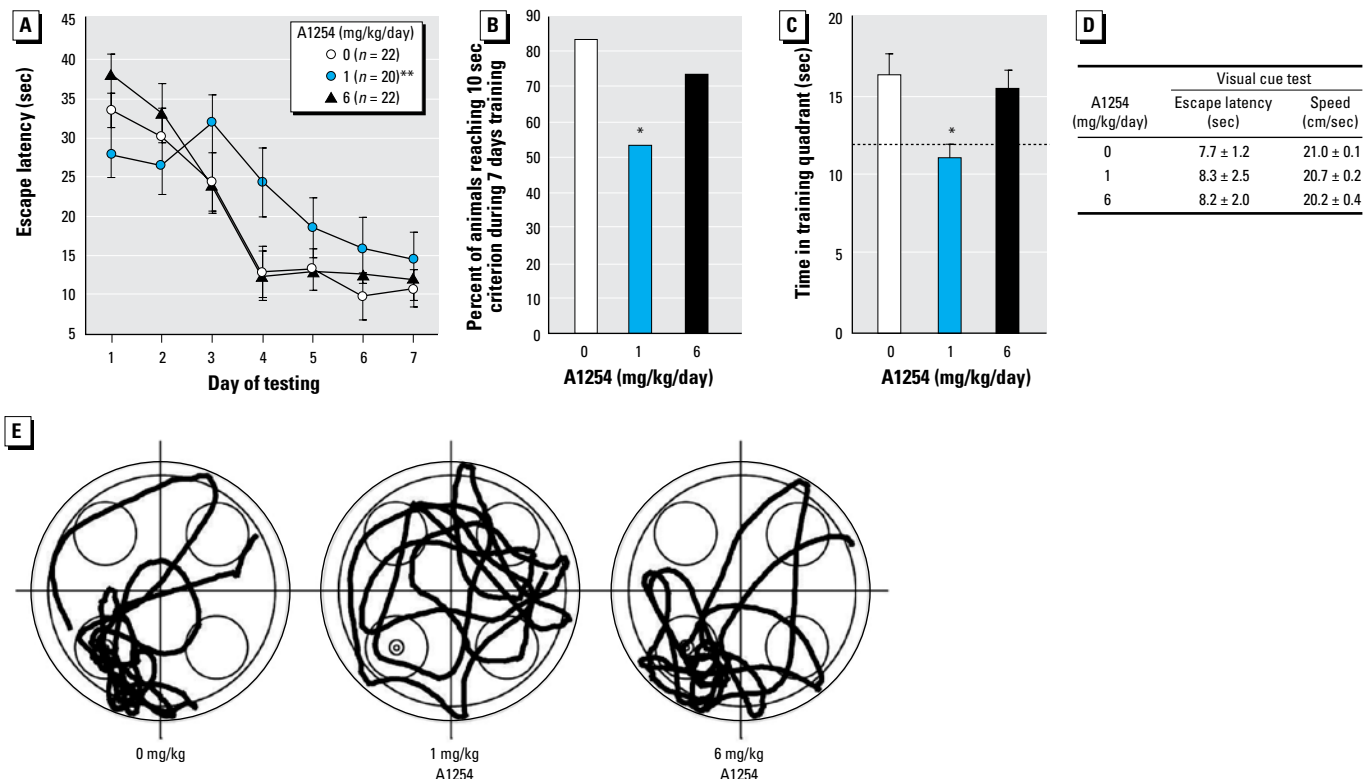 A
45
40
35
30
25
20
15
10
5
Escape latency (sec)
A1254 (mg/kg/day)
0 (n = 22)
1 (n = 20)**
6 (n = 22)
1 2 3 4 5 6 7
Day of testing
B
90
80
70
60
50
40
30
20
10
0
Percent of animals reaching 10 sec
criterion during 7 days training
*
0 1 6
A1254 (mg/kg/day)
C
20
15
10
5
0
Time in training quadrant (sec)
*
0 1 6
A1254 (mg/kg/day)
D
Visual cue test
A1254 Escape latency Speed
(mg/kg/day) (sec) (cm/sec)
0 7.7 ± 1.2 21.0 ± 0.1
1 8.3 ± 2.5 20.7 ± 0.2
6 8.2 ± 2.0 20.2 ± 0.4
E
0 mg/kg
1 mg/kg
A1254
6 mg/kg
A1254